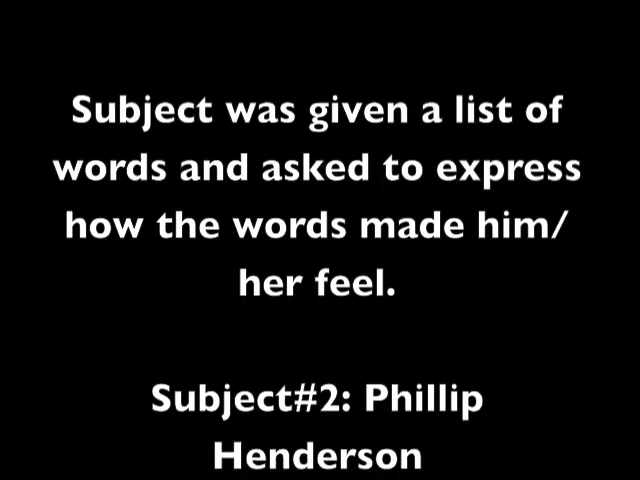 Subject was given a list of
words and asked to express
how the words made him/
her feel.
Subject#2: Phillip
Henderson